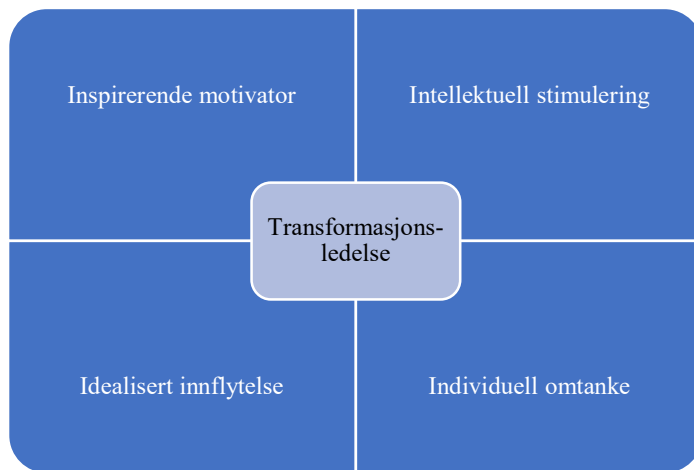 Inspirerende motivator
Intellektuell stimulering
Transformasjons-
ledelse
Idealisert innflytelse
Individuell omtanke